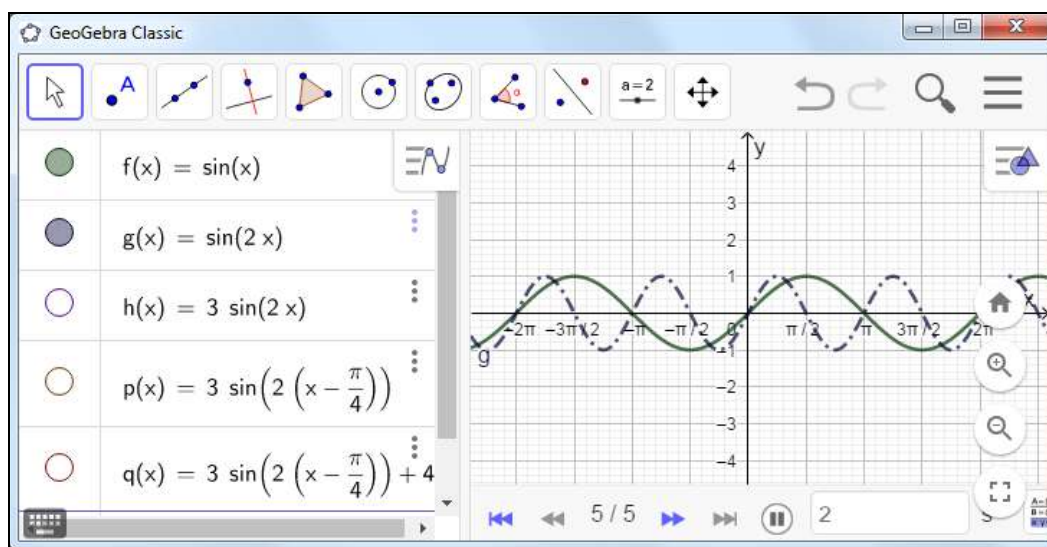 GeoGebra Classic
A
α
a=2
f(x) = sin(x)
g(x) = sin(2 x)
h(x) = 3 sin(2 x)
p(x) = 3 sin(2 (x − π/4))
q(x) = 3 sin(2 (x − π/4)) + 4
y
4
3
2
1
−2π −3π/2 −π −π/2 0 π/2 π 3π/2 2π x
g
−1
−2
−3
−4
5 / 5
2
s